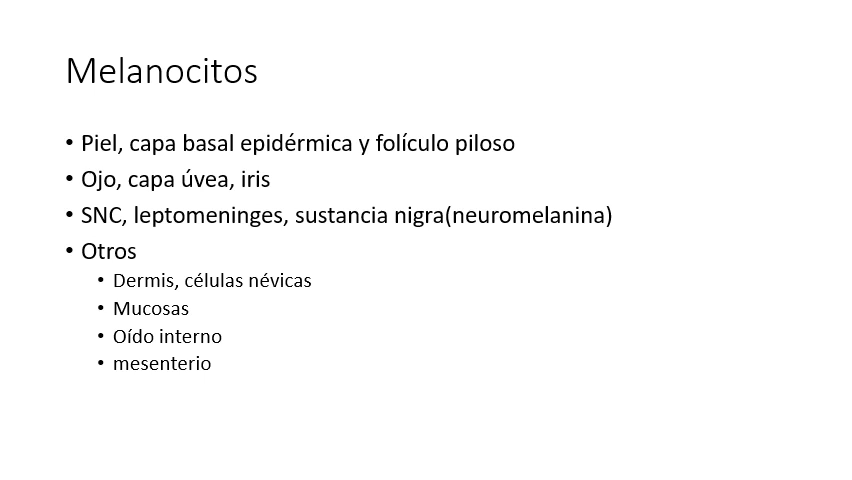 Melanocitos
• Piel, capa basal epidérmica y folículo piloso
• Ojo, capa úvea, iris
• SNC, leptomeninges, sustancia nigra(neuromelanina)
• Otros
• Dermis, células névicas
• Mucosas
• Oído interno
• mesenterio